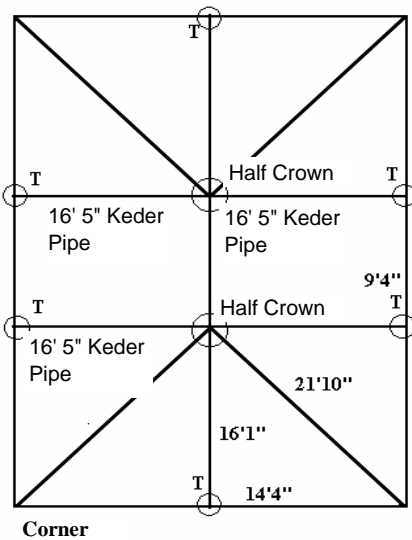 T
Half Crown
T
T
16' 5" Keder
Pipe
16' 5" Keder
Pipe
9'4"
Half Crown
T
T
16' 5" Keder
Pipe
21'10"
16'1"
T
14'4"
Corner